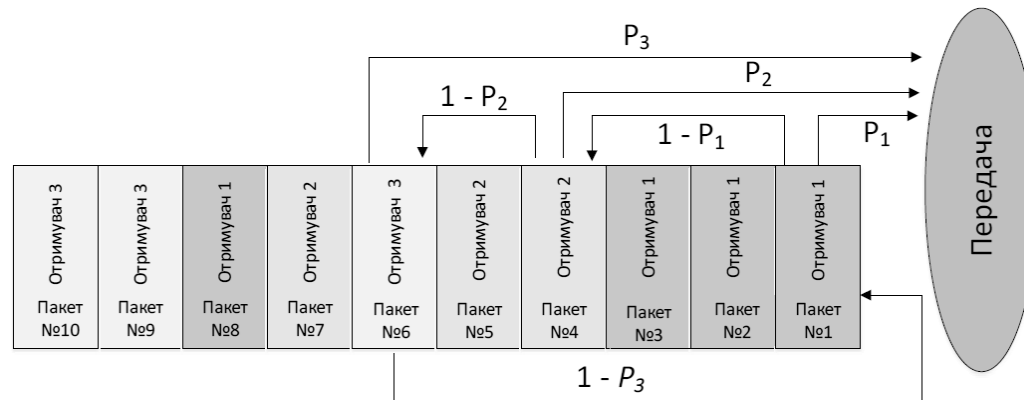 P₃
P₂
1 - P₂
1 - P₁
P₁
Передача
Отримувач 3
Пакет
№10
Отримувач 3
Пакет
№9
Отримувач 1
Пакет
№8
Отримувач 2
Пакет
№7
Отримувач 3
Пакет
№6
Отримувач 2
Пакет
№5
Отримувач 2
Пакет
№4
Отримувач 1
Пакет
№3
Отримувач 1
Пакет
№2
Отримувач 1
Пакет
№1
1 - P₃